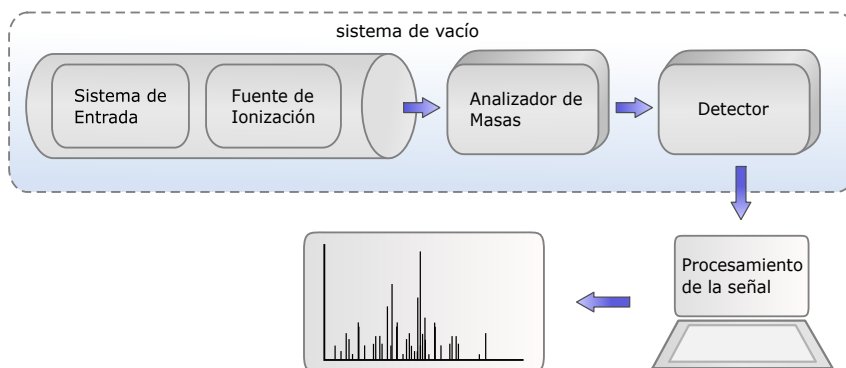 sistema de vacío
Sistema de
Entrada
Fuente de
Ionización
Analizador de
Masas
Detector
Procesamiento
de la señal